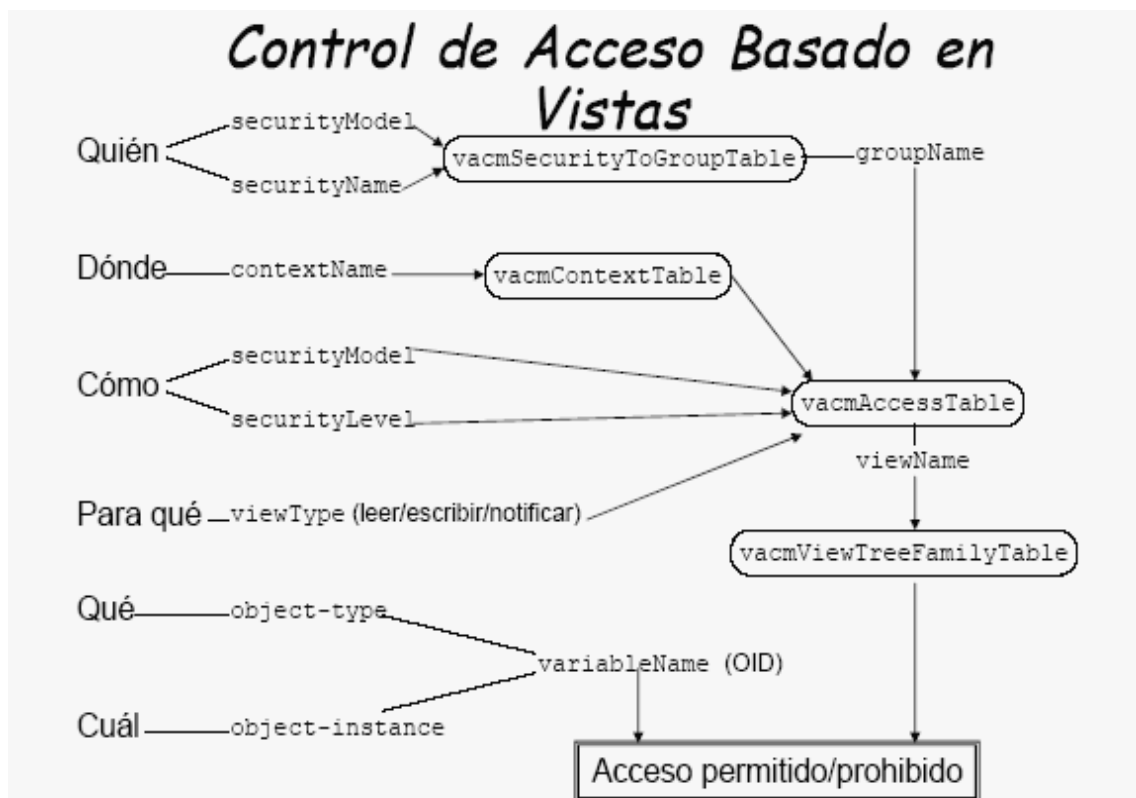 Control de Acceso Basado en
Vistas
Quién
securityModel
securityName
vacmSecurityToGroupTable
groupName
Dónde
contextName
vacmContextTable
Cómo
securityModel
securityLevel
vacmAccessTable
viewName
Para qué
viewType (leer/escribir/notificar)
vacmViewTreeFamilyTable
Qué
object-type
variableName (OID)
Cuál
object-instance
Acceso permitido/prohibido